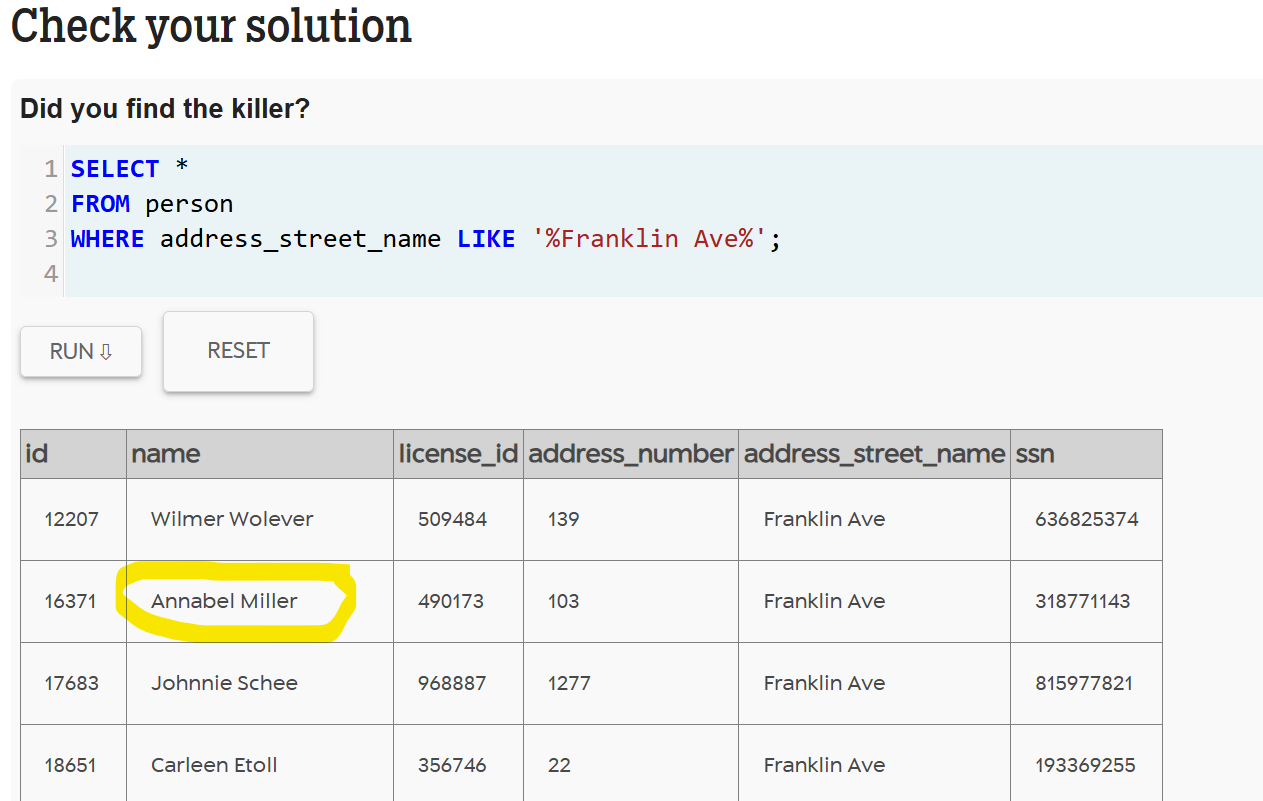 Check your solution
Did you find the killer?
1 SELECT *
2 FROM person
3 WHERE address_street_name LIKE '%Franklin Ave%';
4
RUN ⇩ RESET
id name license_id address_number address_street_name ssn
12207 Wilmer Wolever 509484 139 Franklin Ave 636825374
16371 Annabel Miller 490173 103 Franklin Ave 318771143
17683 Johnnie Schee 968887 1277 Franklin Ave 815977821
18651 Carleen Etoll 356746 22 Franklin Ave 193369255